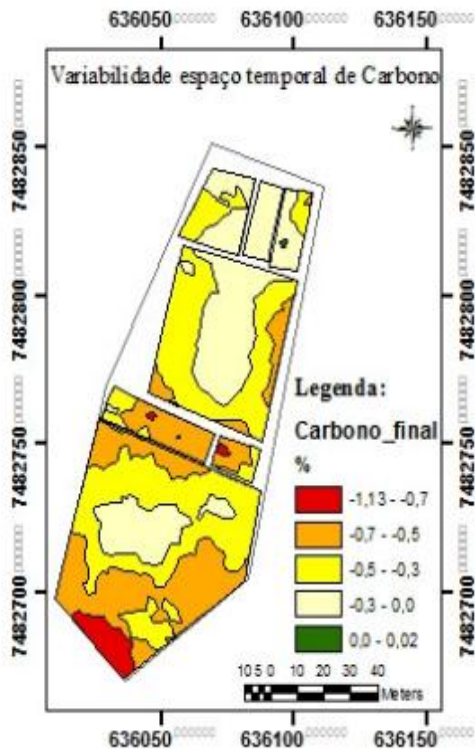 636050 636100 636150
Variabilidade espaço temporal de Carbono
7482850
7482800
7482750
7482700
7482850
7482800
7482750
7482700
Legenda:
Carbono_final
%
-1,13 - -0,7
-0,7 - -0,5
-0,5 - -0,3
-0,3 - 0,0
0,0 - 0,02
10 5 0 10 20 30 40
Meters
636050 636100 636150